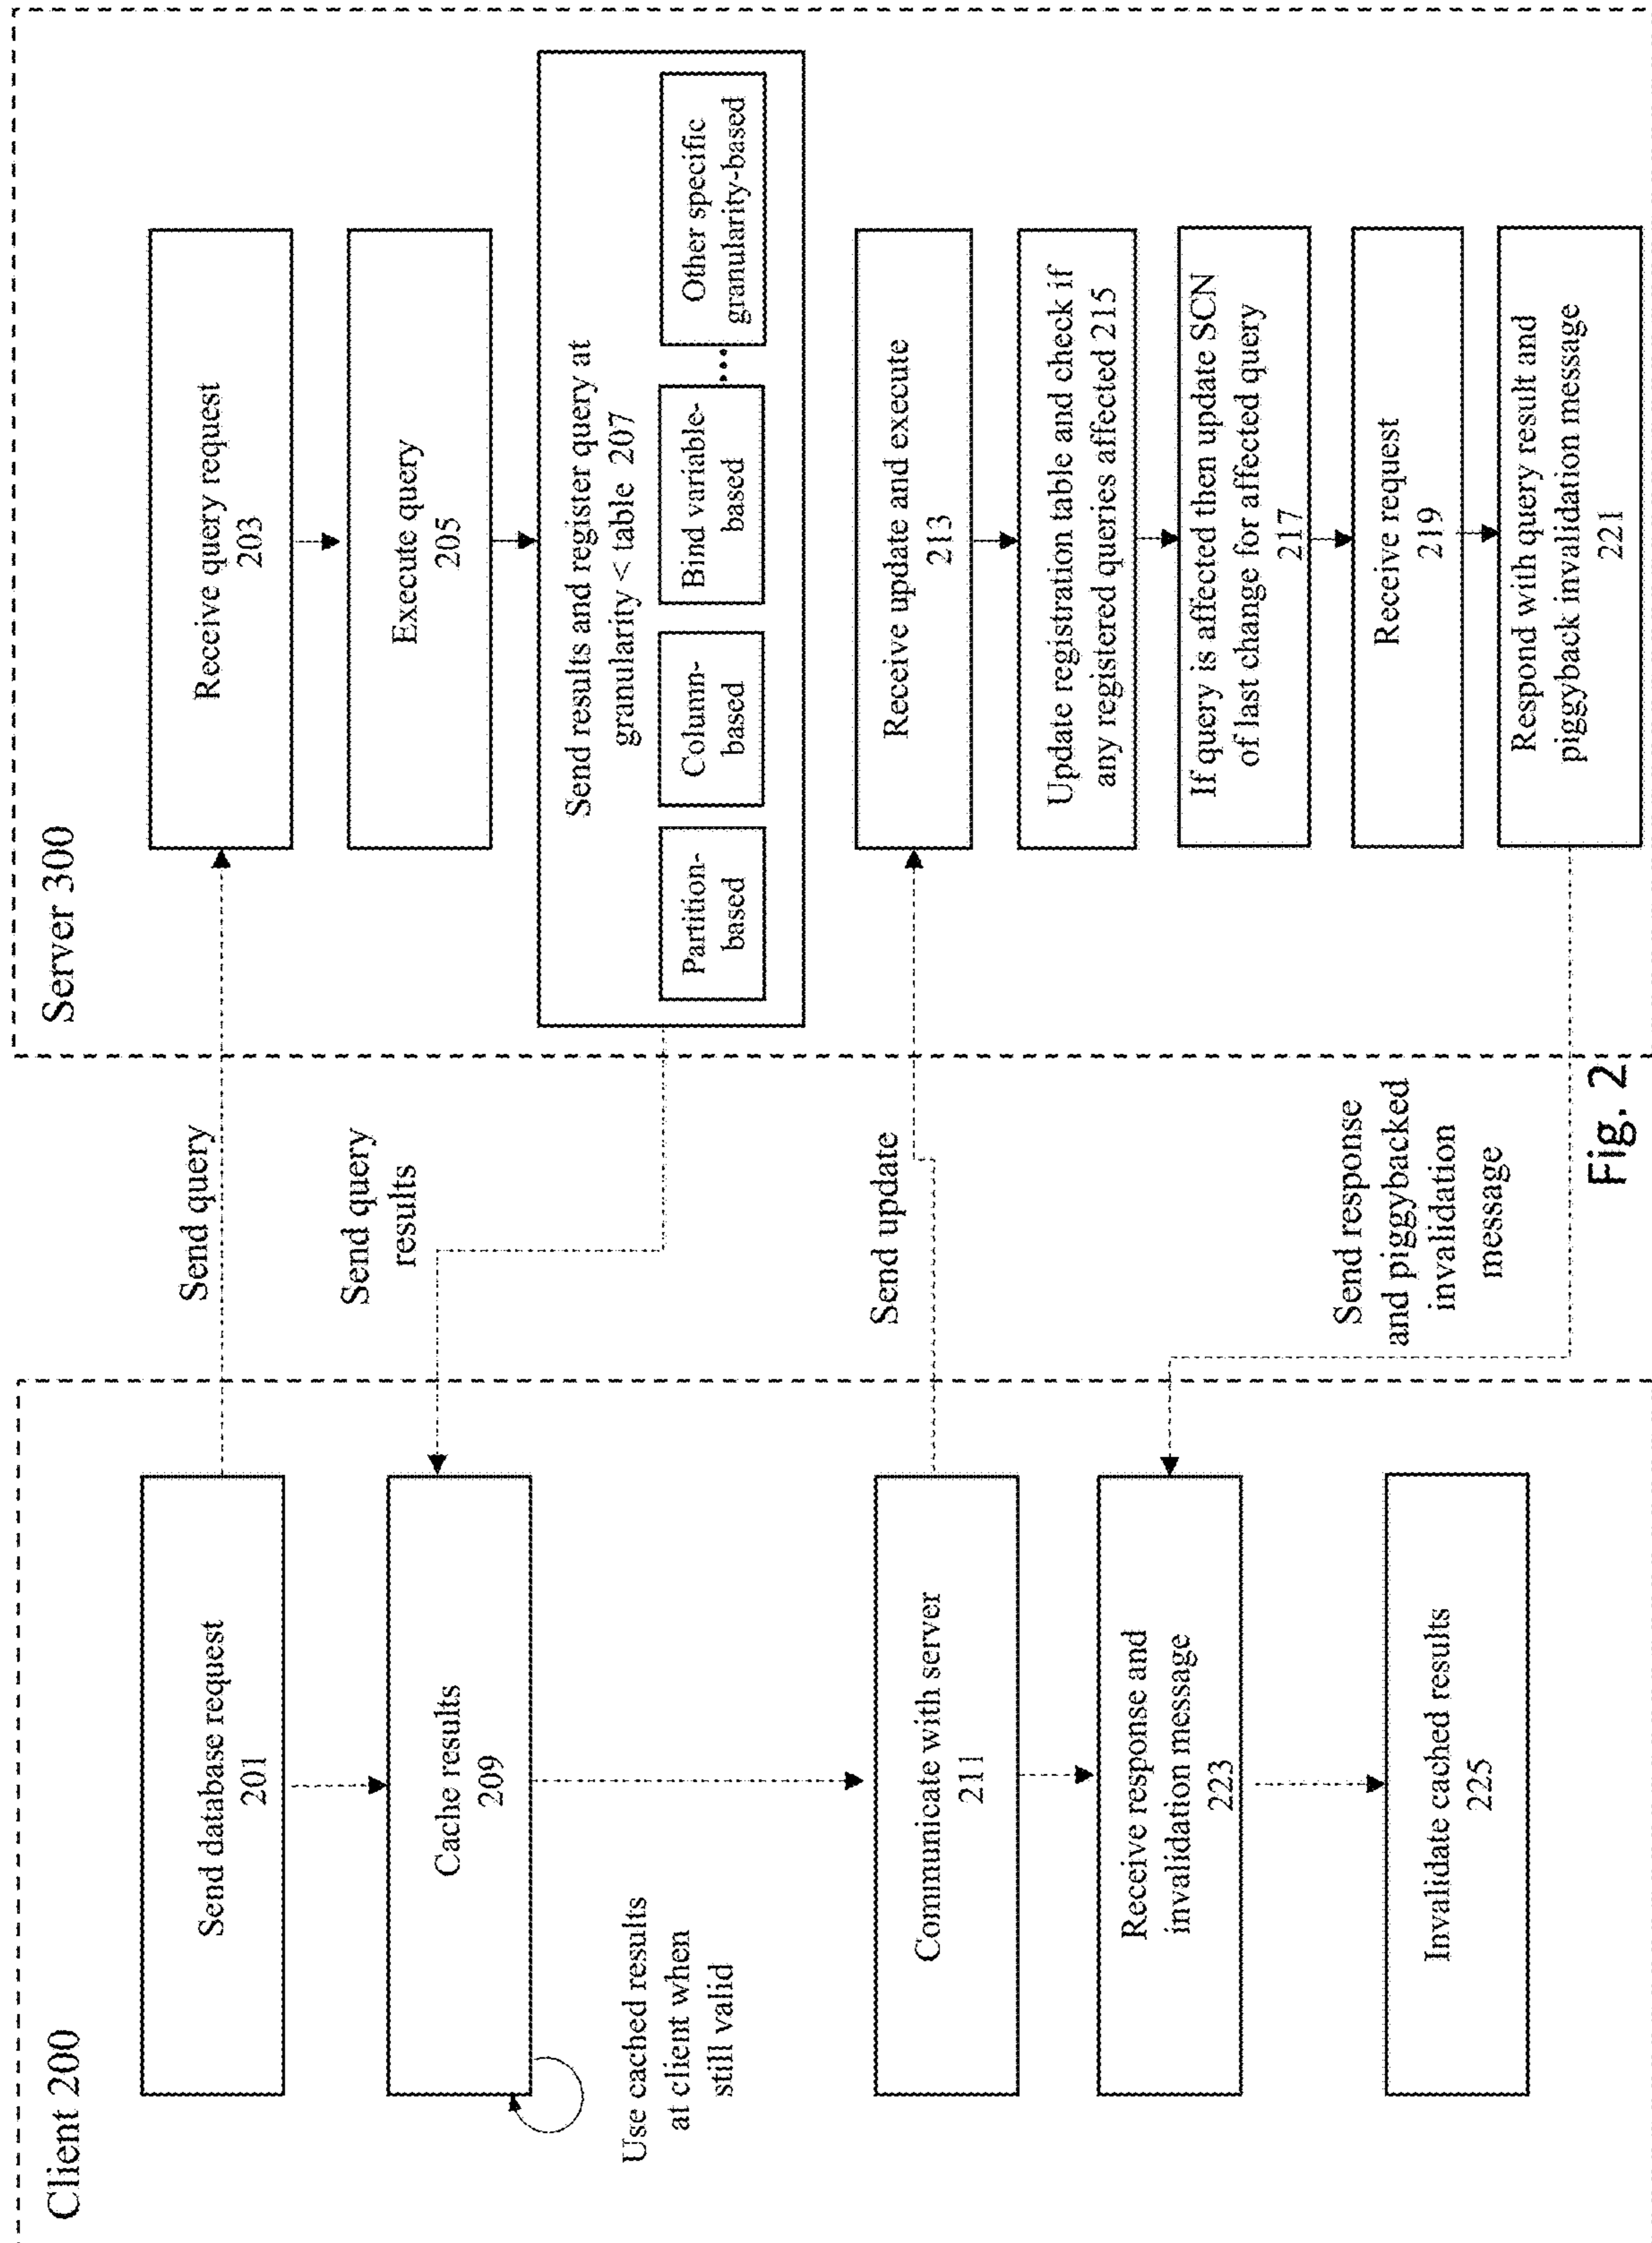 Client 200
Send database request
201
Cache results
209
Use cached results
at client when
still valid
Communicate with server
211
Receive response and
invalidation message
223
Invalidate cached results
225
Send query
Send query
results
Send update
Send response
and piggybacked
invalidation
message
Server 300
Receive query request
203
Execute query
205
Send results and register query at
granularity < table 207
Partition-
based
Column-
based
Bind variable-
based
...
Other specific
granularity-based
Receive update and execute
213
Update registration table and check if
any registered queries affected 215
If query is affected then update SCN
of last change for affected query
217
Receive request
219
Respond with query result and
piggyback invalidation message
221
Fig. 2